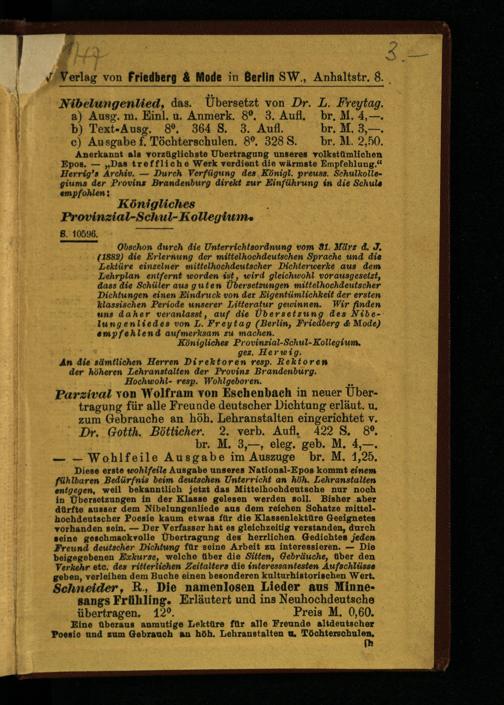 3.—
Verlag von Friedberg & Mode in Berlin SW., Anhaltstr. 8.
Nibelungenlied, das. Übersetzt von Dr. L. Freytag.
a) Ausg. m. Einl. u. Anmerk. 8°. 3. Aufl. br. M. 4,—.
b) Text-Ausg. 8°. 364 S. 3. Aufl. br. M. 3,—.
c) Ausgabe f. Töchterschulen. 8°. 328 S. br. M. 2,50.
Anerkannt als vorzüglichste Übertragung unseres volkstümlichen
Epos. — „Das treffliche Werk verdient die wärmste Empfehlung.“
Herrig's Archiv. — Durch Verfügung des Königl. preuss. Schulkolle-
giums der Provinz Brandenburg direkt zur Einführung in die Schule
empfohlen:
Königliches
Provinzial-Schul-Kollegium.
S. 10596.
Obschon durch die Unterrichtsordnung vom 31. März d. J.
(1882) die Erlernung der mittelhochdeutschen Sprache und die
Lektüre einzelner mittelhochdeutscher Dichterwerke aus dem
Lehrplan entfernt worden ist, wird gleichwohl vorausgesetzt,
dass die Schüler aus guten Übersetzungen mittelhochdeutscher
Dichtungen einen Eindruck von der Eigentümlichkeit der ersten
klassischen Periode unserer Litteratur gewinnen. Wir finden
uns daher veranlasst, auf die Übersetzung des Nibe-
lungenliedes von L. Freytag (Berlin, Friedberg & Mode)
empfehlend aufmerksam zu machen.
Königliches Provinzial-Schul-Kollegium.
gez. Herwig.
An die sämtlichen Herren Direktoren resp. Rektoren
der höheren Lehranstalten der Provinz Brandenburg.
Hochwohl- resp. Wohlgeboren.
Parzival von Wolfram von Eschenbach in neuer Über-
tragung für alle Freunde deutscher Dichtung erläut. u.
zum Gebrauche an höh. Lehranstalten eingerichtet v.
Dr. Gotth. Bötticher. 2. verb. Aufl. 422 S. 8°.
br. M. 3,—, eleg. geb. M. 4,—.
— — Wohlfeile Ausgabe im Auszuge br. M. 1,25.
Diese erste wohlfeile Ausgabe unseres National-Epos kommt einem
fühlbaren Bedürfnis beim deutschen Unterricht an höh. Lehranstalten
entgegen, weil bekanntlich jetzt das Mittelhochdeutsche nur noch
in Übersetzungen in der Klasse gelesen werden soll. Bisher aber
dürfte ausser dem Nibelungenliede aus dem reichen Schatze mittel-
hochdeutscher Poesie kaum etwas für die Klassenlektüre Geeignetes
vorhanden sein. — Der Verfasser hat es gleichzeitig verstanden, durch
seine geschmackvolle Übertragung des herrlichen Gedichtes jeden
Freund deutscher Dichtung für seine Arbeit zu interessieren. — Die
beigegebenen Exkurse, welche über die Sitten, Gebräuche, über den
Verkehr etc. des ritterlichen Zeitalters die interessantesten Aufschlüsse
geben, verleihen dem Buche einen besonderen kulturhistorischen Wert.
Schneider, R., Die namenlosen Lieder aus Minne-
sangs Frühling. Erläutert und ins Neuhochdeutsche
übertragen. 12°. Preis M. 0,60.
Eine überaus anmutige Lektüre für alle Freunde altdeutscher
Poesie und zum Gebrauch an höh. Lehranstalten u. Töchterschulen.